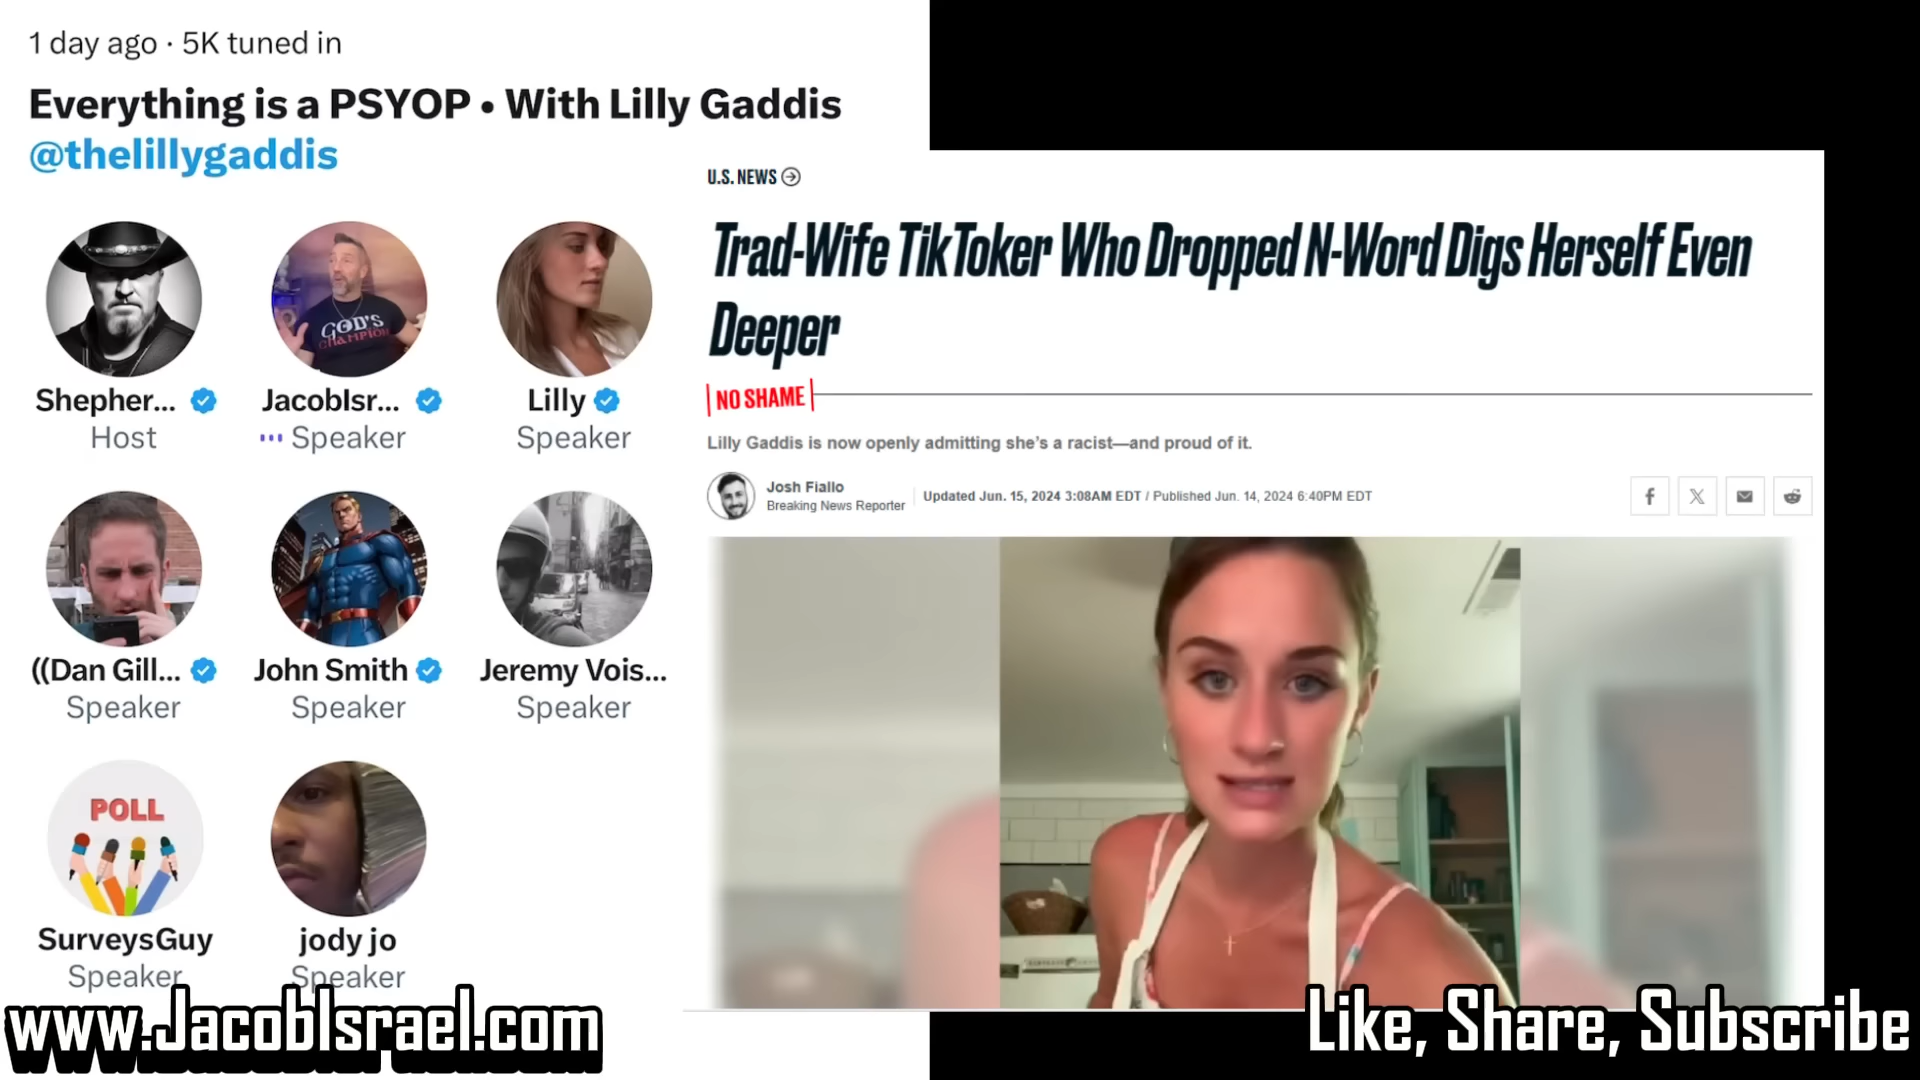 1 day ago · 5K tuned in
Everything is a PSYOP • With Lilly Gaddis
@thelillygaddis
GOD'S
CHAMPION
Shepher...
JacobIsr...
Lilly
Host
Speaker
Speaker
((Dan Gill...
John Smith
Jeremy Vois...
Speaker
Speaker
Speaker
POLL
SurveysGuy
jody jo
Speaker
Speaker
U.S. NEWS
Trad-Wife TikToker Who Dropped N-Word Digs Herself Even
Deeper
NO SHAME
Lilly Gaddis is now openly admitting she's a racist—and proud of it.
Josh Fiallo
Breaking News Reporter
Updated Jun. 15, 2024 3:08AM EDT / Published Jun. 14, 2024 6:40PM EDT
www.JacobIsrael.com
Like, Share, Subscribe